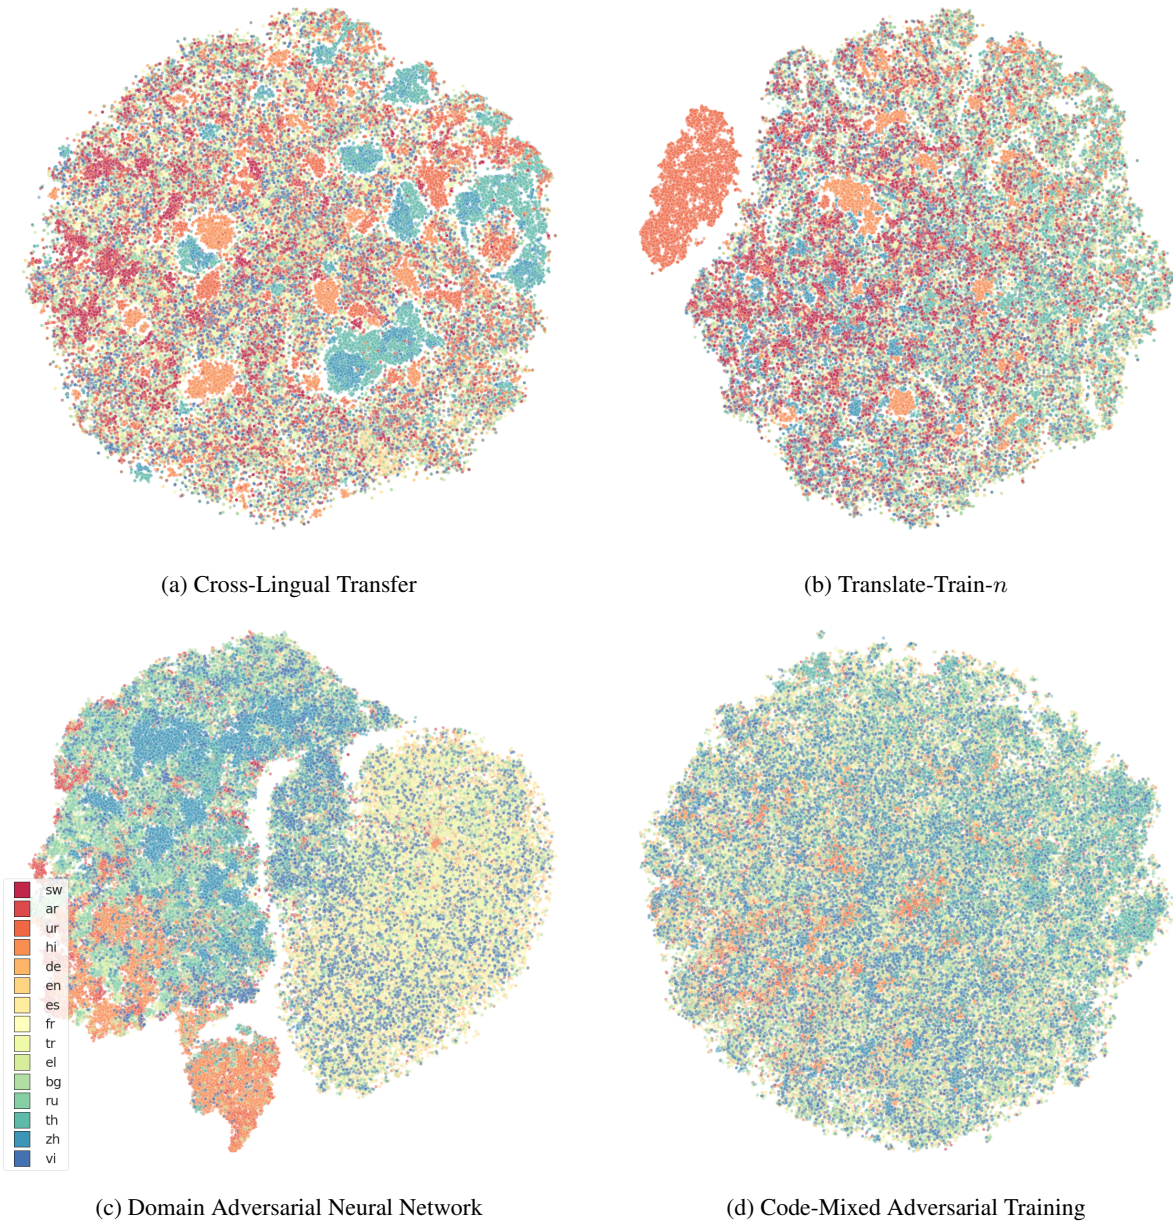 (a) Cross-Lingual Transfer
(b) Translate-Train-n
sw
ar
ur
hi
de
en
es
fr
tr
el
bg
ru
th
zh
vi
(c) Domain Adversarial Neural Network
(d) Code-Mixed Adversarial Training